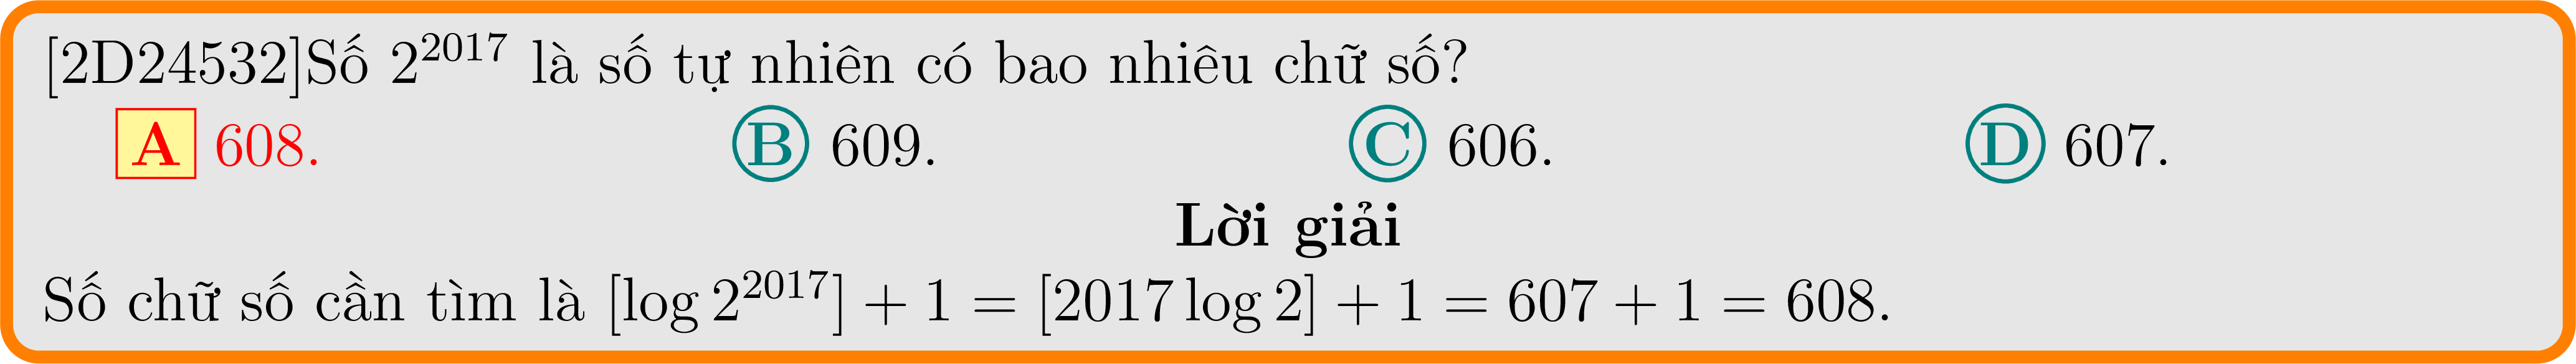 [2D24532]Số 2^2017 là số tự nhiên có bao nhiêu chữ số?
A 608. B 609. C 606. D 607.
Lời giải
Số chữ số cần tìm là [log 2^2017] + 1 = [2017 log 2] + 1 = 607 + 1 = 608.